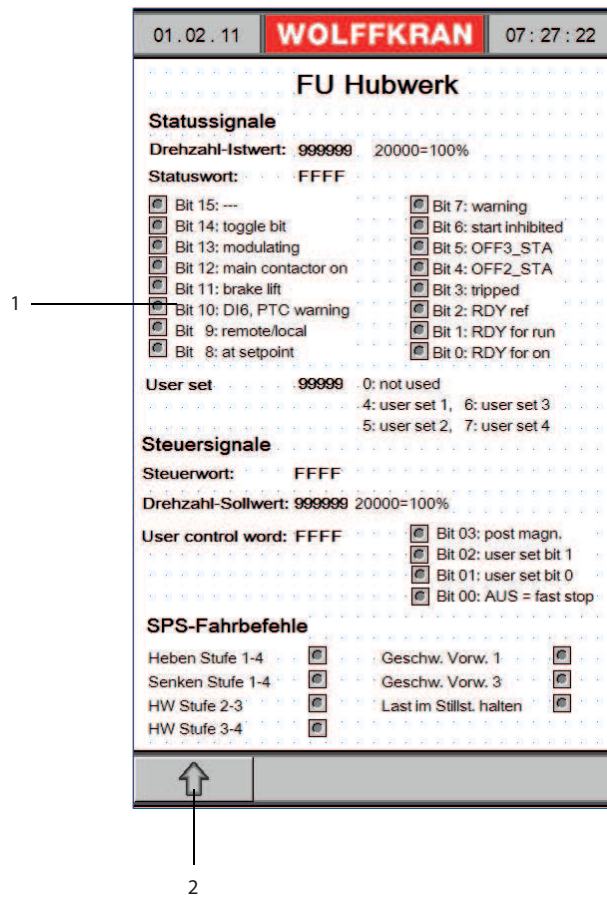 01.02.11 WOLFFKRAN 07:27:22
FU Hubwerk
Statussignale
Drehzahl-Istwert: 999999 20000=100%
Statuswort: FFFF
Bit 15: --- Bit 7: warning
Bit 14: toggle bit Bit 6: start inhibited
Bit 13: modulating Bit 5: OFF3_STA
Bit 12: main contactor on Bit 4: OFF2_STA
Bit 11: brake lift Bit 3: tripped
1 Bit 10: DI6, PTC warning Bit 2: RDY ref
Bit 9: remote/local Bit 1: RDY for run
Bit 8: at setpoint Bit 0: RDY for on
User set 99999 0: not used
4: user set 1, 6: user set 3
5: user set 2, 7: user set 4
Steuersignale
Steuerwort: FFFF
Drehzahl-Sollwert: 999999 20000=100%
User control word: FFFF Bit 03: post magn.
Bit 02: user set bit 1
Bit 01: user set bit 0
Bit 00: AUS = fast stop
SPS-Fahrbefehle
Heben Stufe 1-4 Geschw. Vorw. 1
Senken Stufe 1-4 Geschw. Vorw. 3
HW Stufe 2-3 Last im Stillst. halten
HW Stufe 3-4
2